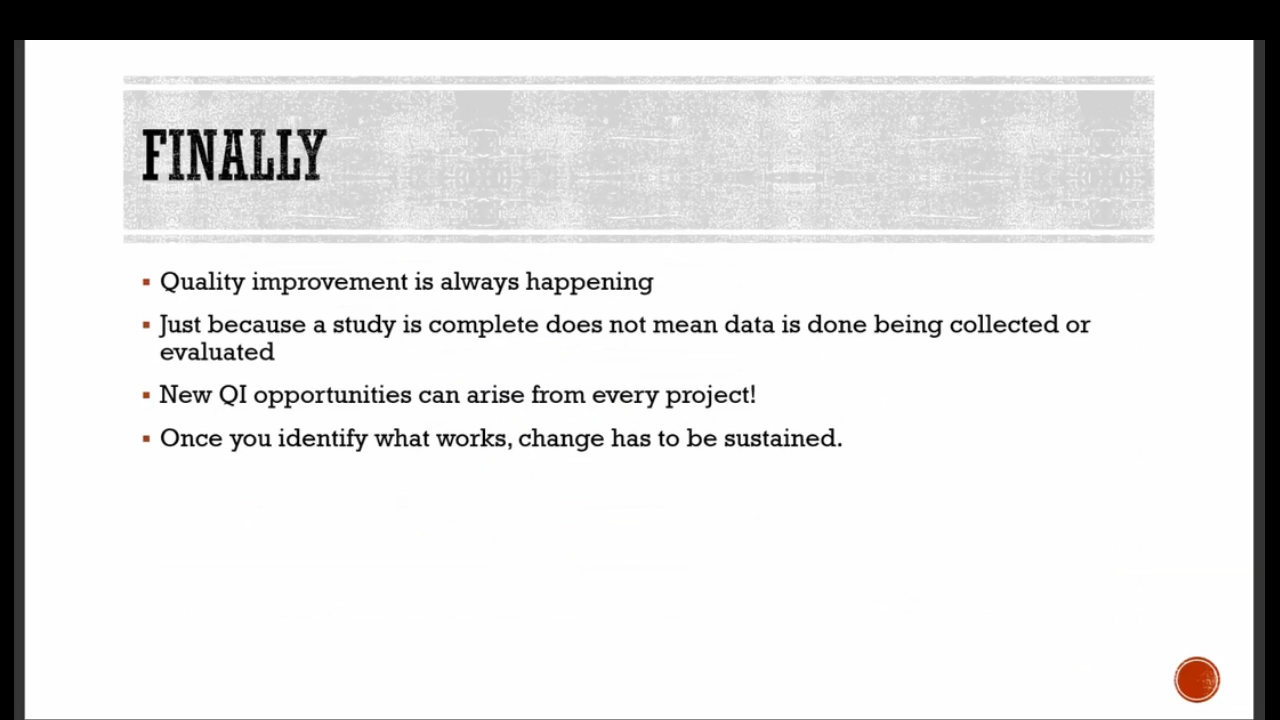 FINALLY
▪ Quality improvement is always happening
▪ Just because a study is complete does not mean data is done being collected or
evaluated
▪ New QI opportunities can arise from every project!
▪ Once you identify what works, change has to be sustained.